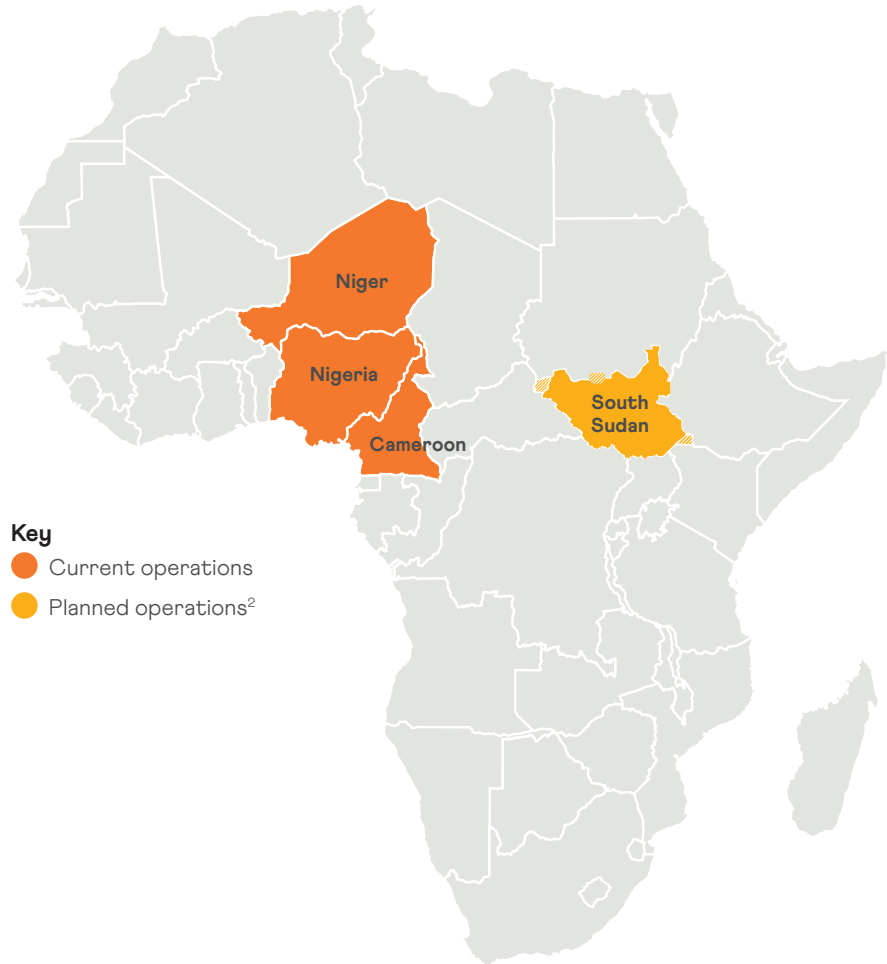 Niger
Nigeria
South
Sudan
Cameroon
Key
Current operations
Planned operations²